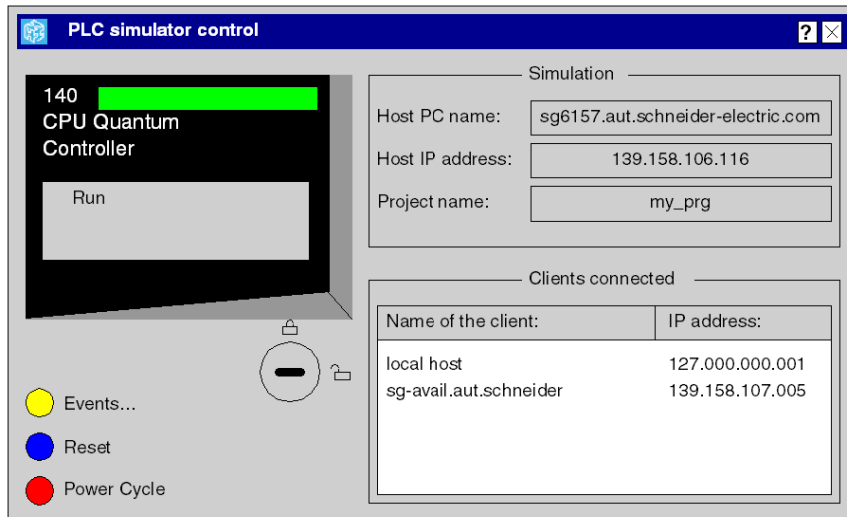 PLC simulator control
?
140
CPU Quantum
Controller
Run
Events...
Reset
Power Cycle
Simulation
Host PC name: sg6157.aut.schneider-electric.com
Host IP address: 139.158.106.116
Project name: my_prg
Clients connected
Name of the client: IP address:
local host 127.000.000.001
sg-avail.aut.schneider 139.158.107.005